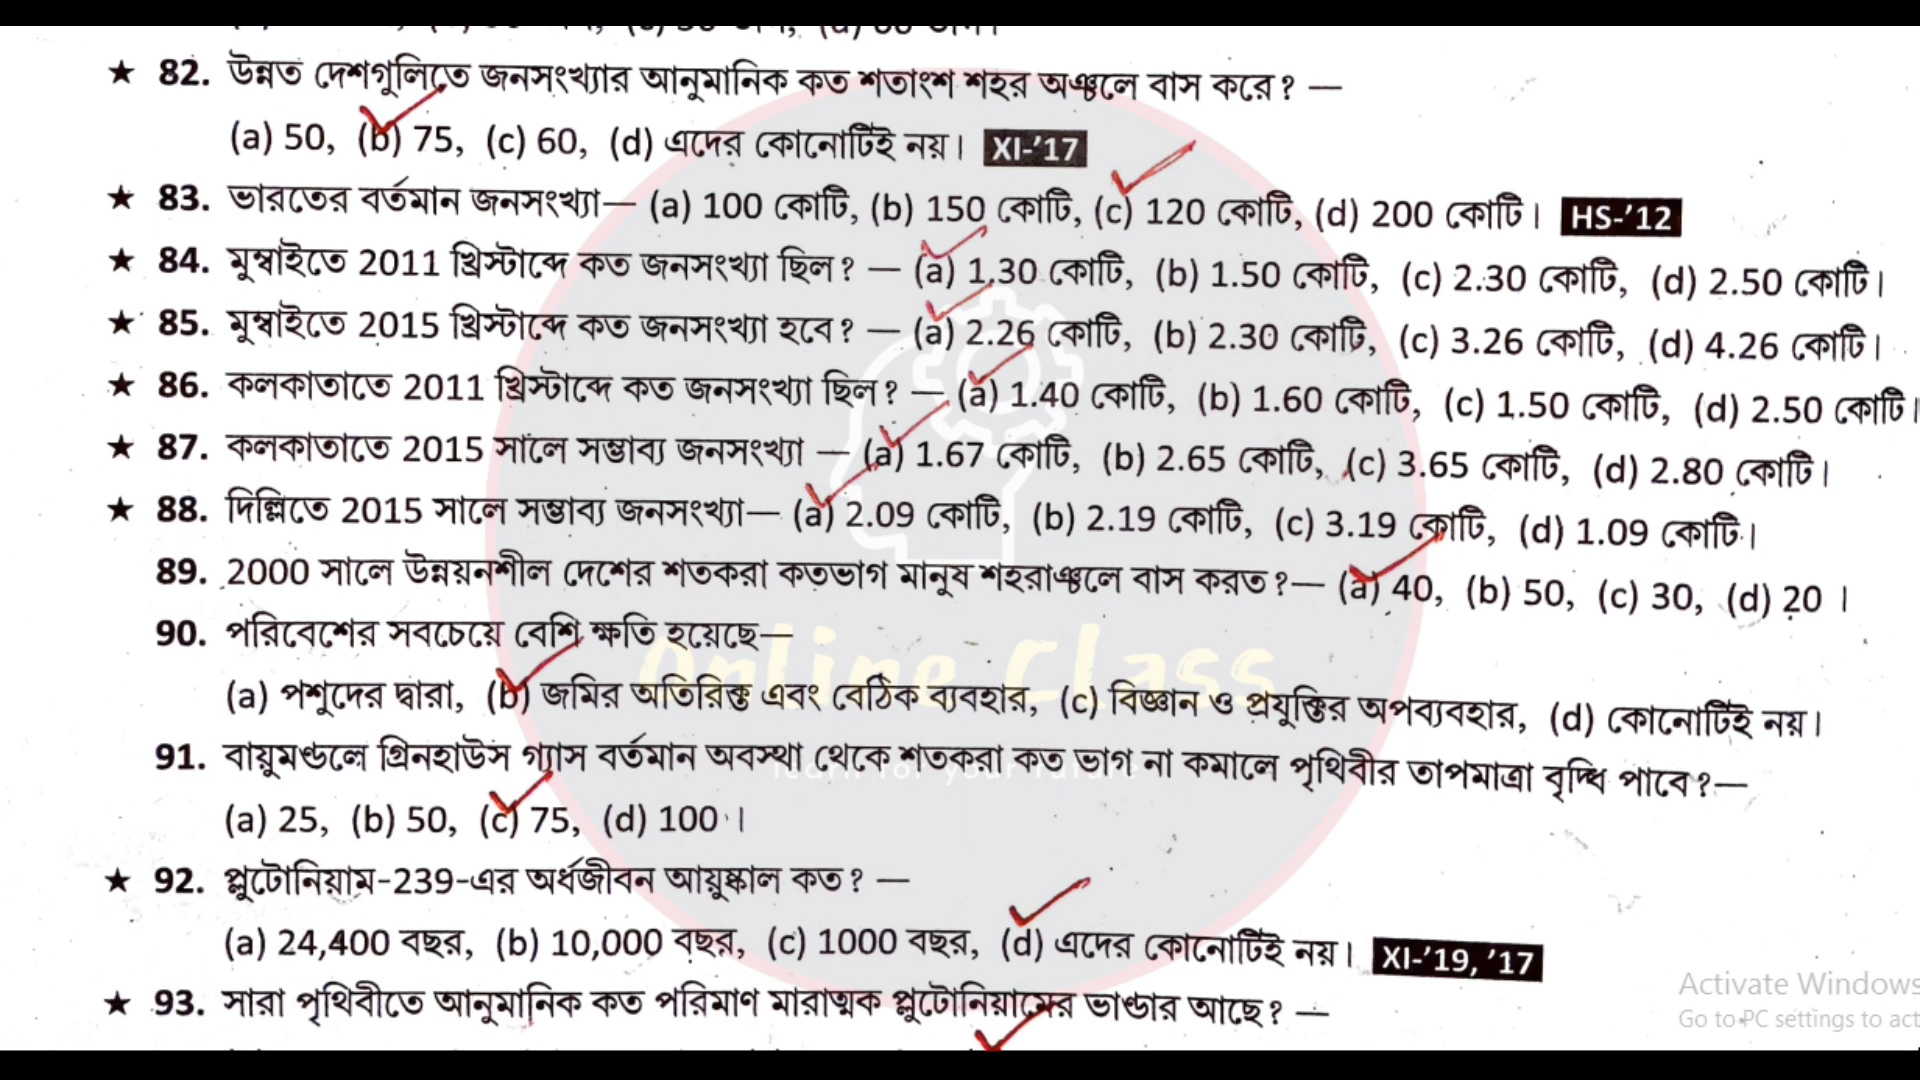 ★ 82. উন্নত দেশগুলিতে জনসংখ্যার আনুমানিক কত শতাংশ শহর অঞ্চলে বাস করে? —
(a) 50, (b) 75, (c) 60, (d) এদের কোনোটিই নয়। XI-’17
★ 83. ভারতের বর্তমান জনসংখ্যা— (a) 100 কোটি, (b) 150 কোটি, (c) 120 কোটি, (d) 200 কোটি। HS-’12
★ 84. মুম্বাইতে 2011 খ্রিস্টাব্দে কত জনসংখ্যা ছিল? — (a) 1.30 কোটি, (b) 1.50 কোটি, (c) 2.30 কোটি, (d) 2.50 কোটি।
★ 85. মুম্বাইতে 2015 খ্রিস্টাব্দে কত জনসংখ্যা হবে? — (a) 2.26 কোটি, (b) 2.30 কোটি, (c) 3.26 কোটি, (d) 4.26 কোটি।
★ 86. কলকাতাতে 2011 খ্রিস্টাব্দে কত জনসংখ্যা ছিল? — (a) 1.40 কোটি, (b) 1.60 কোটি, (c) 1.50 কোটি, (d) 2.50 কোটি।
★ 87. কলকাতাতে 2015 সালে সম্ভাব্য জনসংখ্যা — (a) 1.67 কোটি, (b) 2.65 কোটি, (c) 3.65 কোটি, (d) 2.80 কোটি।
★ 88. দিল্লিতে 2015 সালে সম্ভাব্য জনসংখ্যা— (a) 2.09 কোটি, (b) 2.19 কোটি, (c) 3.19 কোটি, (d) 1.09 কোটি।
89. 2000 সালে উন্নয়নশীল দেশের শতকরা কতভাগ মানুষ শহরাঞ্চলে বাস করত?— (a) 40, (b) 50, (c) 30, (d) 20 ।
90. পরিবেশের সবচেয়ে বেশি ক্ষতি হয়েছে—
Online Class
(a) পশুদের দ্বারা, (b) জমির অতিরিক্ত এবং বেঠিক ব্যবহার, (c) বিজ্ঞান ও প্রযুক্তির অপব্যবহার, (d) কোনোটিই নয়।
91. বায়ুমণ্ডলে গ্রিনহাউস গ্যাস বর্তমান অবস্থা থেকে শতকরা কত ভাগ না কমালে পৃথিবীর তাপমাত্রা বৃদ্ধি পাবে?—
learn for your future
(a) 25, (b) 50, (c) 75, (d) 100 ।
★ 92. প্লুটোনিয়াম-239-এর অর্ধজীবন আয়ুষ্কাল কত? —
(a) 24,400 বছর, (b) 10,000 বছর, (c) 1000 বছর, (d) এদের কোনোটিই নয়। XI-’19, ’17
★ 93. সারা পৃথিবীতে আনুমানিক কত পরিমাণ মারাত্মক প্লুটোনিয়ামের ভাণ্ডার আছে? —
Activate Windows
Go to PC settings to act